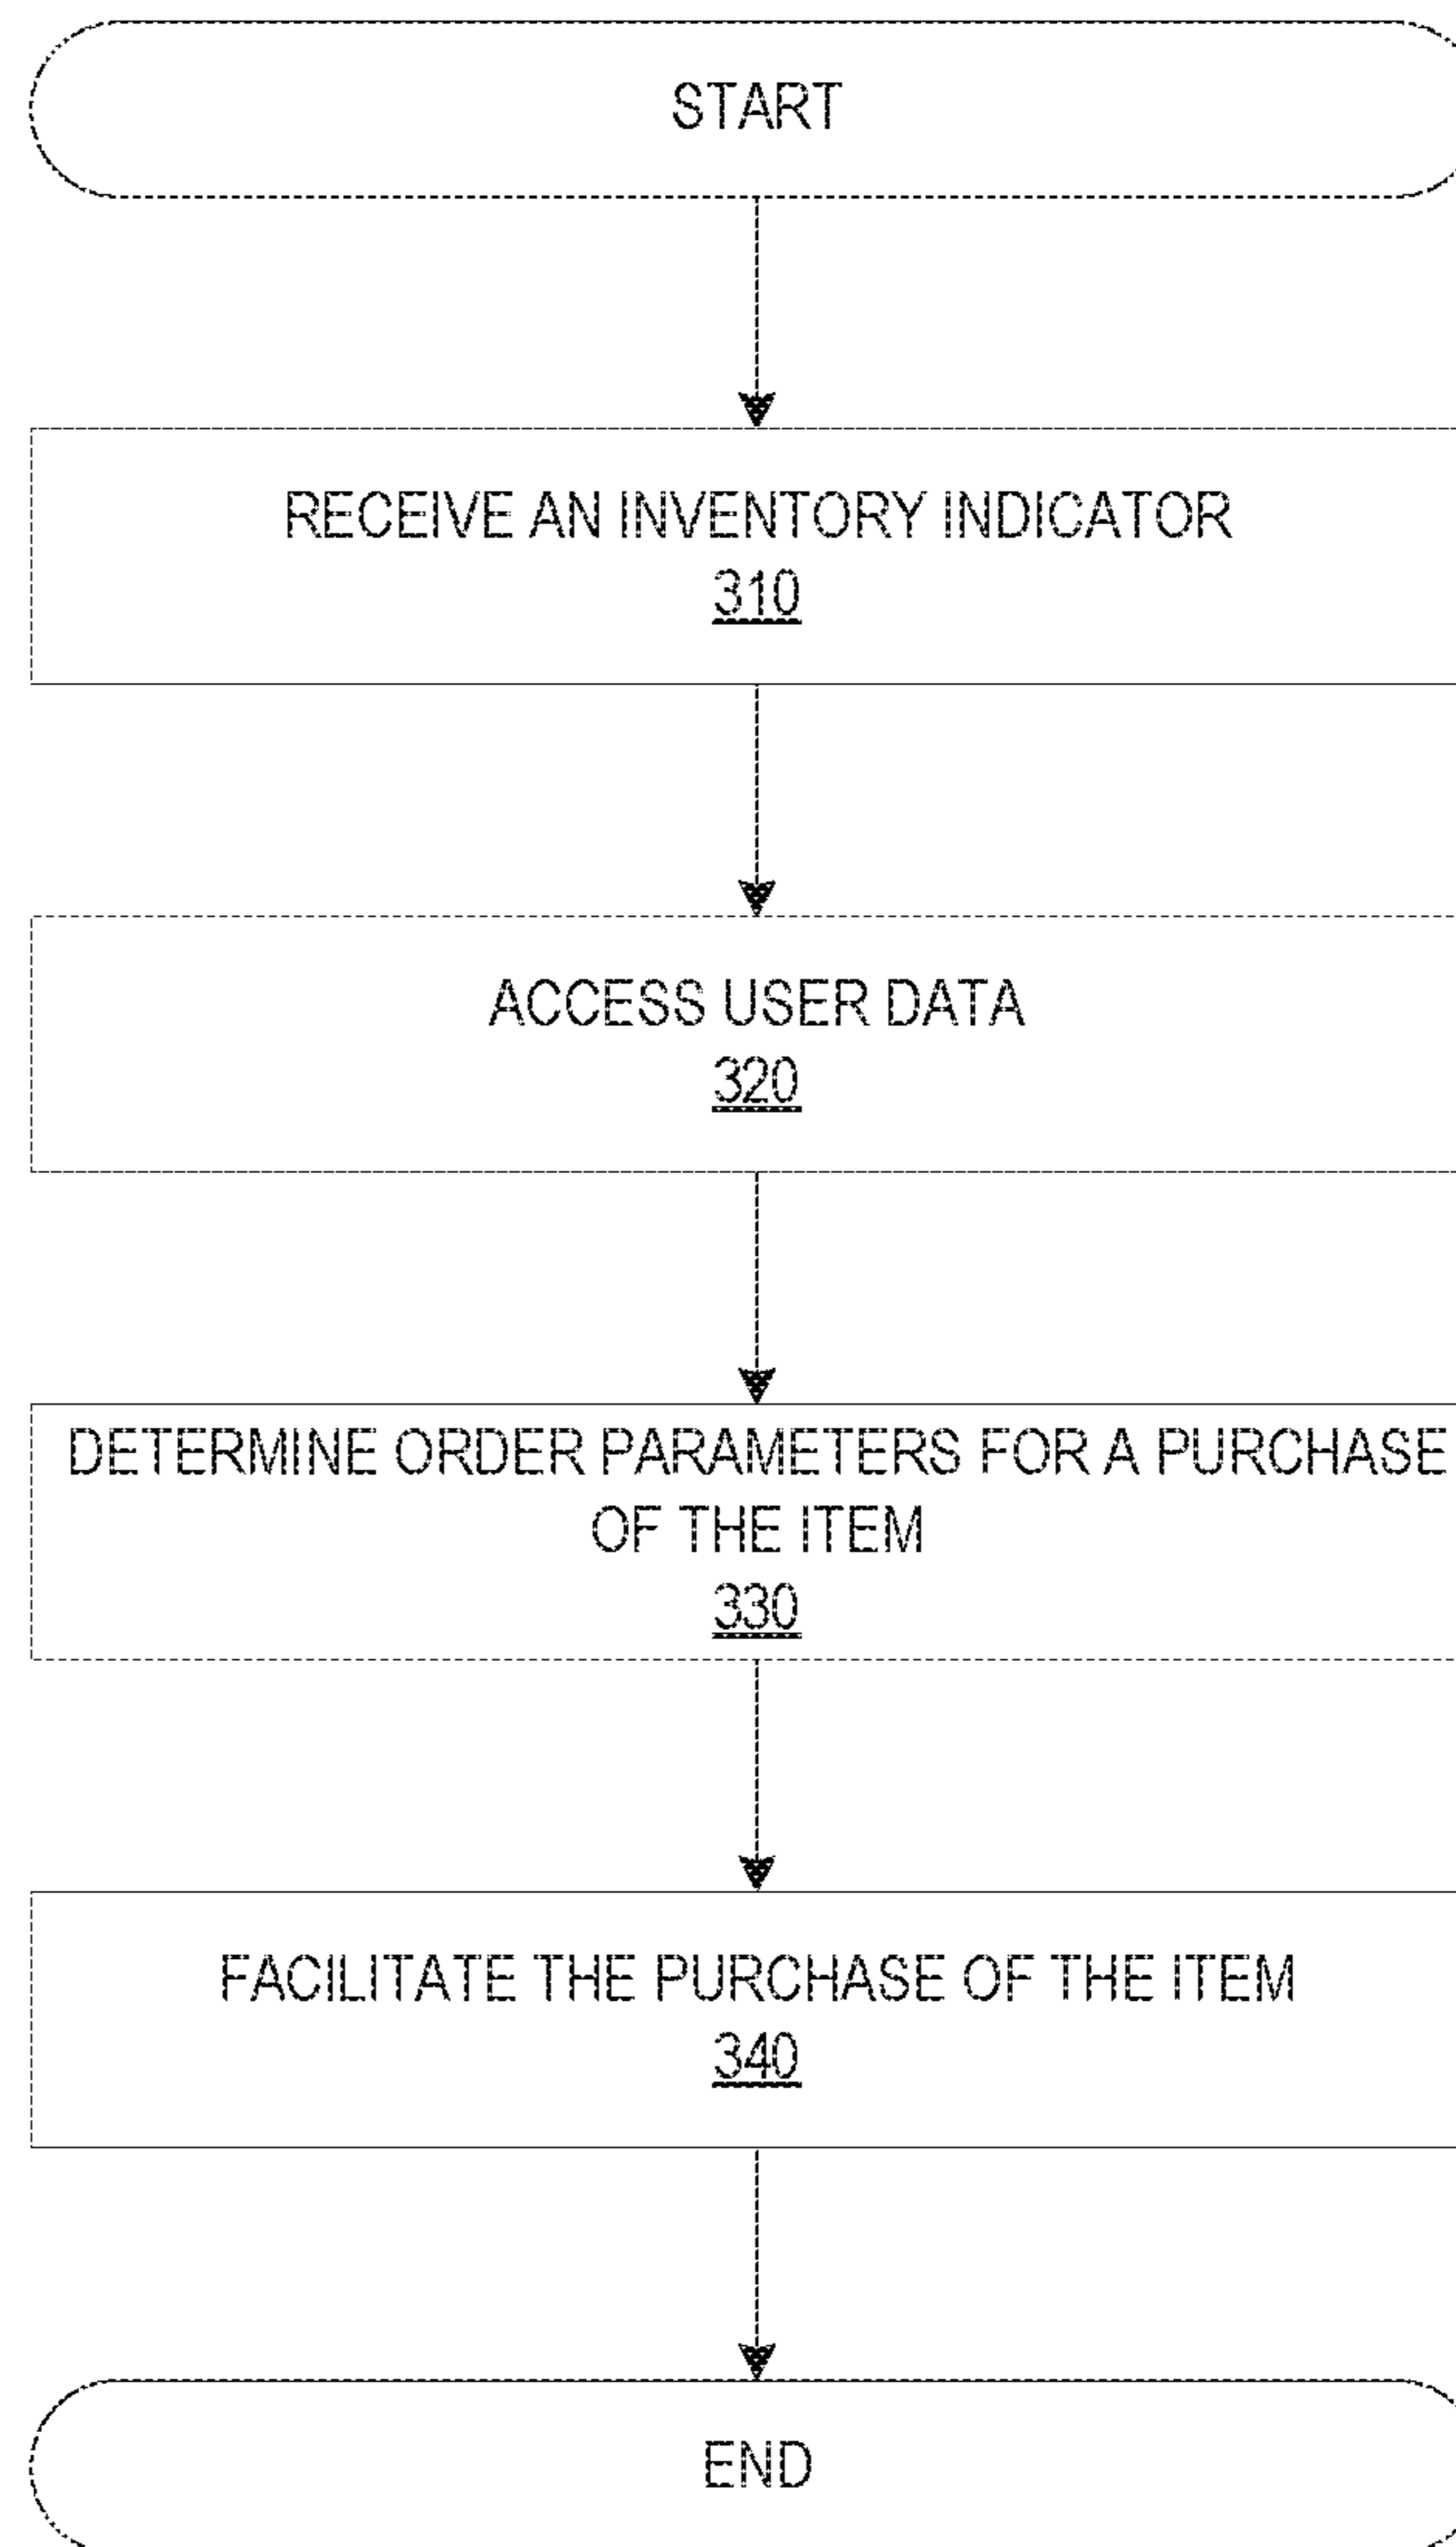 START
RECEIVE AN INVENTORY INDICATOR
310
ACCESS USER DATA
320
DETERMINE ORDER PARAMETERS FOR A PURCHASE
OF THE ITEM
330
FACILITATE THE PURCHASE OF THE ITEM
340
END